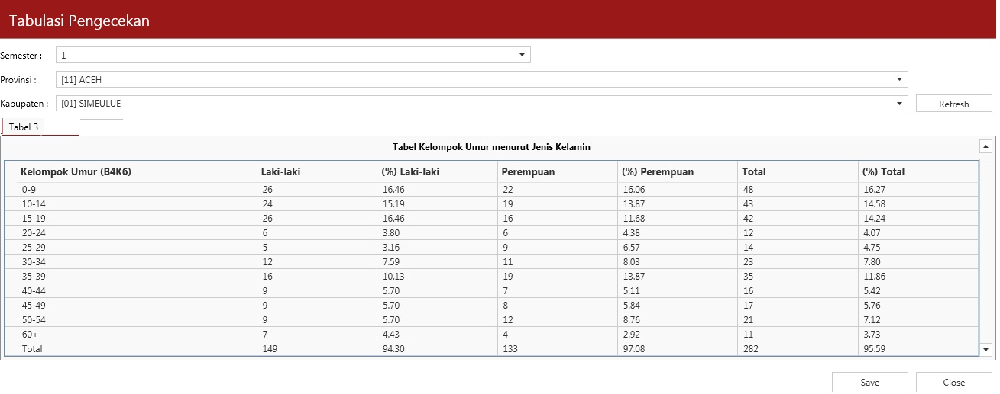 Tabulasi Pengecekan
Semester : 1
Provinsi : [11] ACEH
Kabupaten : [01] SIMEULUE Refresh
Tabel 3
Tabel Kelompok Umur menurut Jenis Kelamin
Kelompok Umur (B4K6) Laki-laki (%) Laki-laki Perempuan (%) Perempuan Total (%) Total
0-9 26 16.46 22 16.06 48 16.27
10-14 24 15.19 19 13.87 43 14.58
15-19 26 16.46 16 11.68 42 14.24
20-24 6 3.80 6 4.38 12 4.07
25-29 5 3.16 9 6.57 14 4.75
30-34 12 7.59 11 8.03 23 7.80
35-39 16 10.13 19 13.87 35 11.86
40-44 9 5.70 7 5.11 16 5.42
45-49 9 5.70 8 5.84 17 5.76
50-54 9 5.70 12 8.76 21 7.12
60+ 7 4.43 4 2.92 11 3.73
Total 149 94.30 133 97.08 282 95.59
Save Close